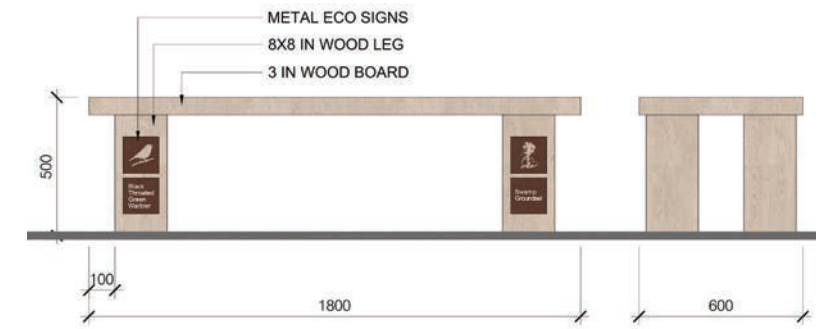 METAL ECO SIGNS
8X8 IN WOOD LEG
3 IN WOOD BOARD
500
Black
Throated
Green
Warbler
Swamp
Groundsel
100
1800
600